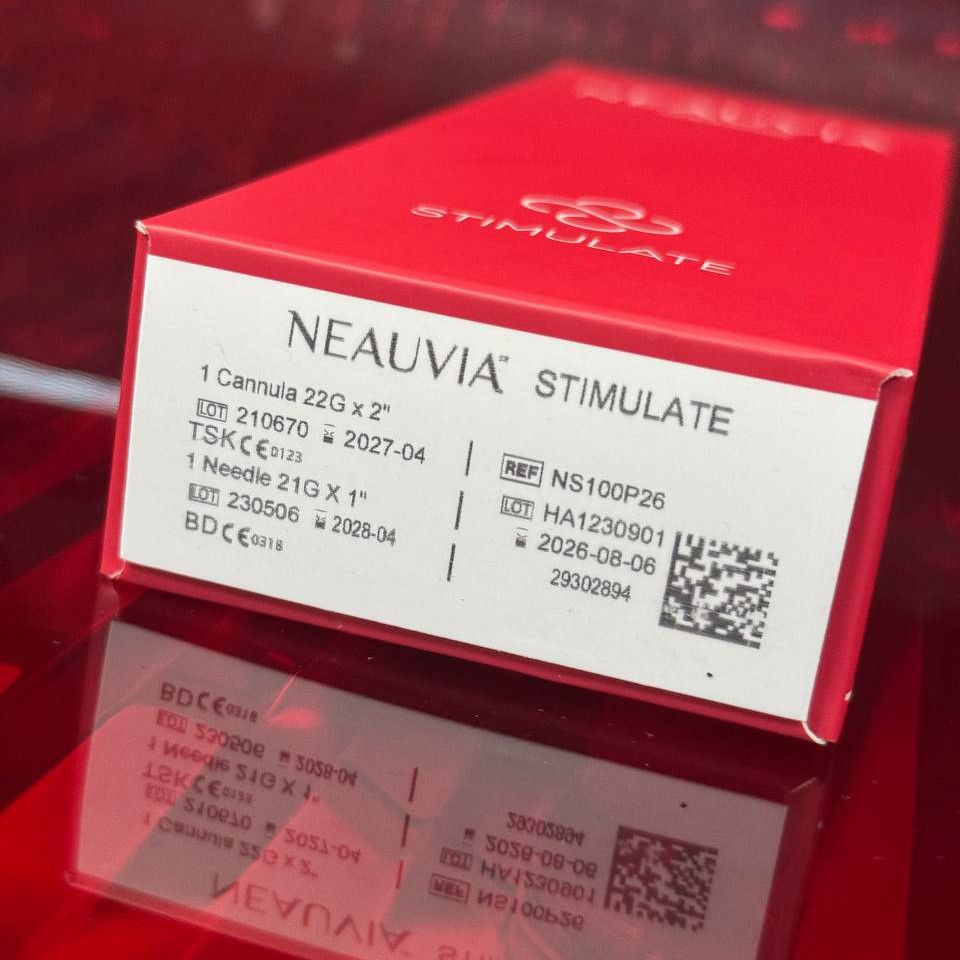 NEAUVIA
STIMULATE
NEAUVIA™ STIMULATE
1 Cannula 22G x 2"
LOT 210670 2027-04
TSK CE 0123
1 Needle 21G X 1"
LOT 230506 2028-04
BD CE 0318
REF NS100P26
LOT HA1230901
2026-08-06
29302894